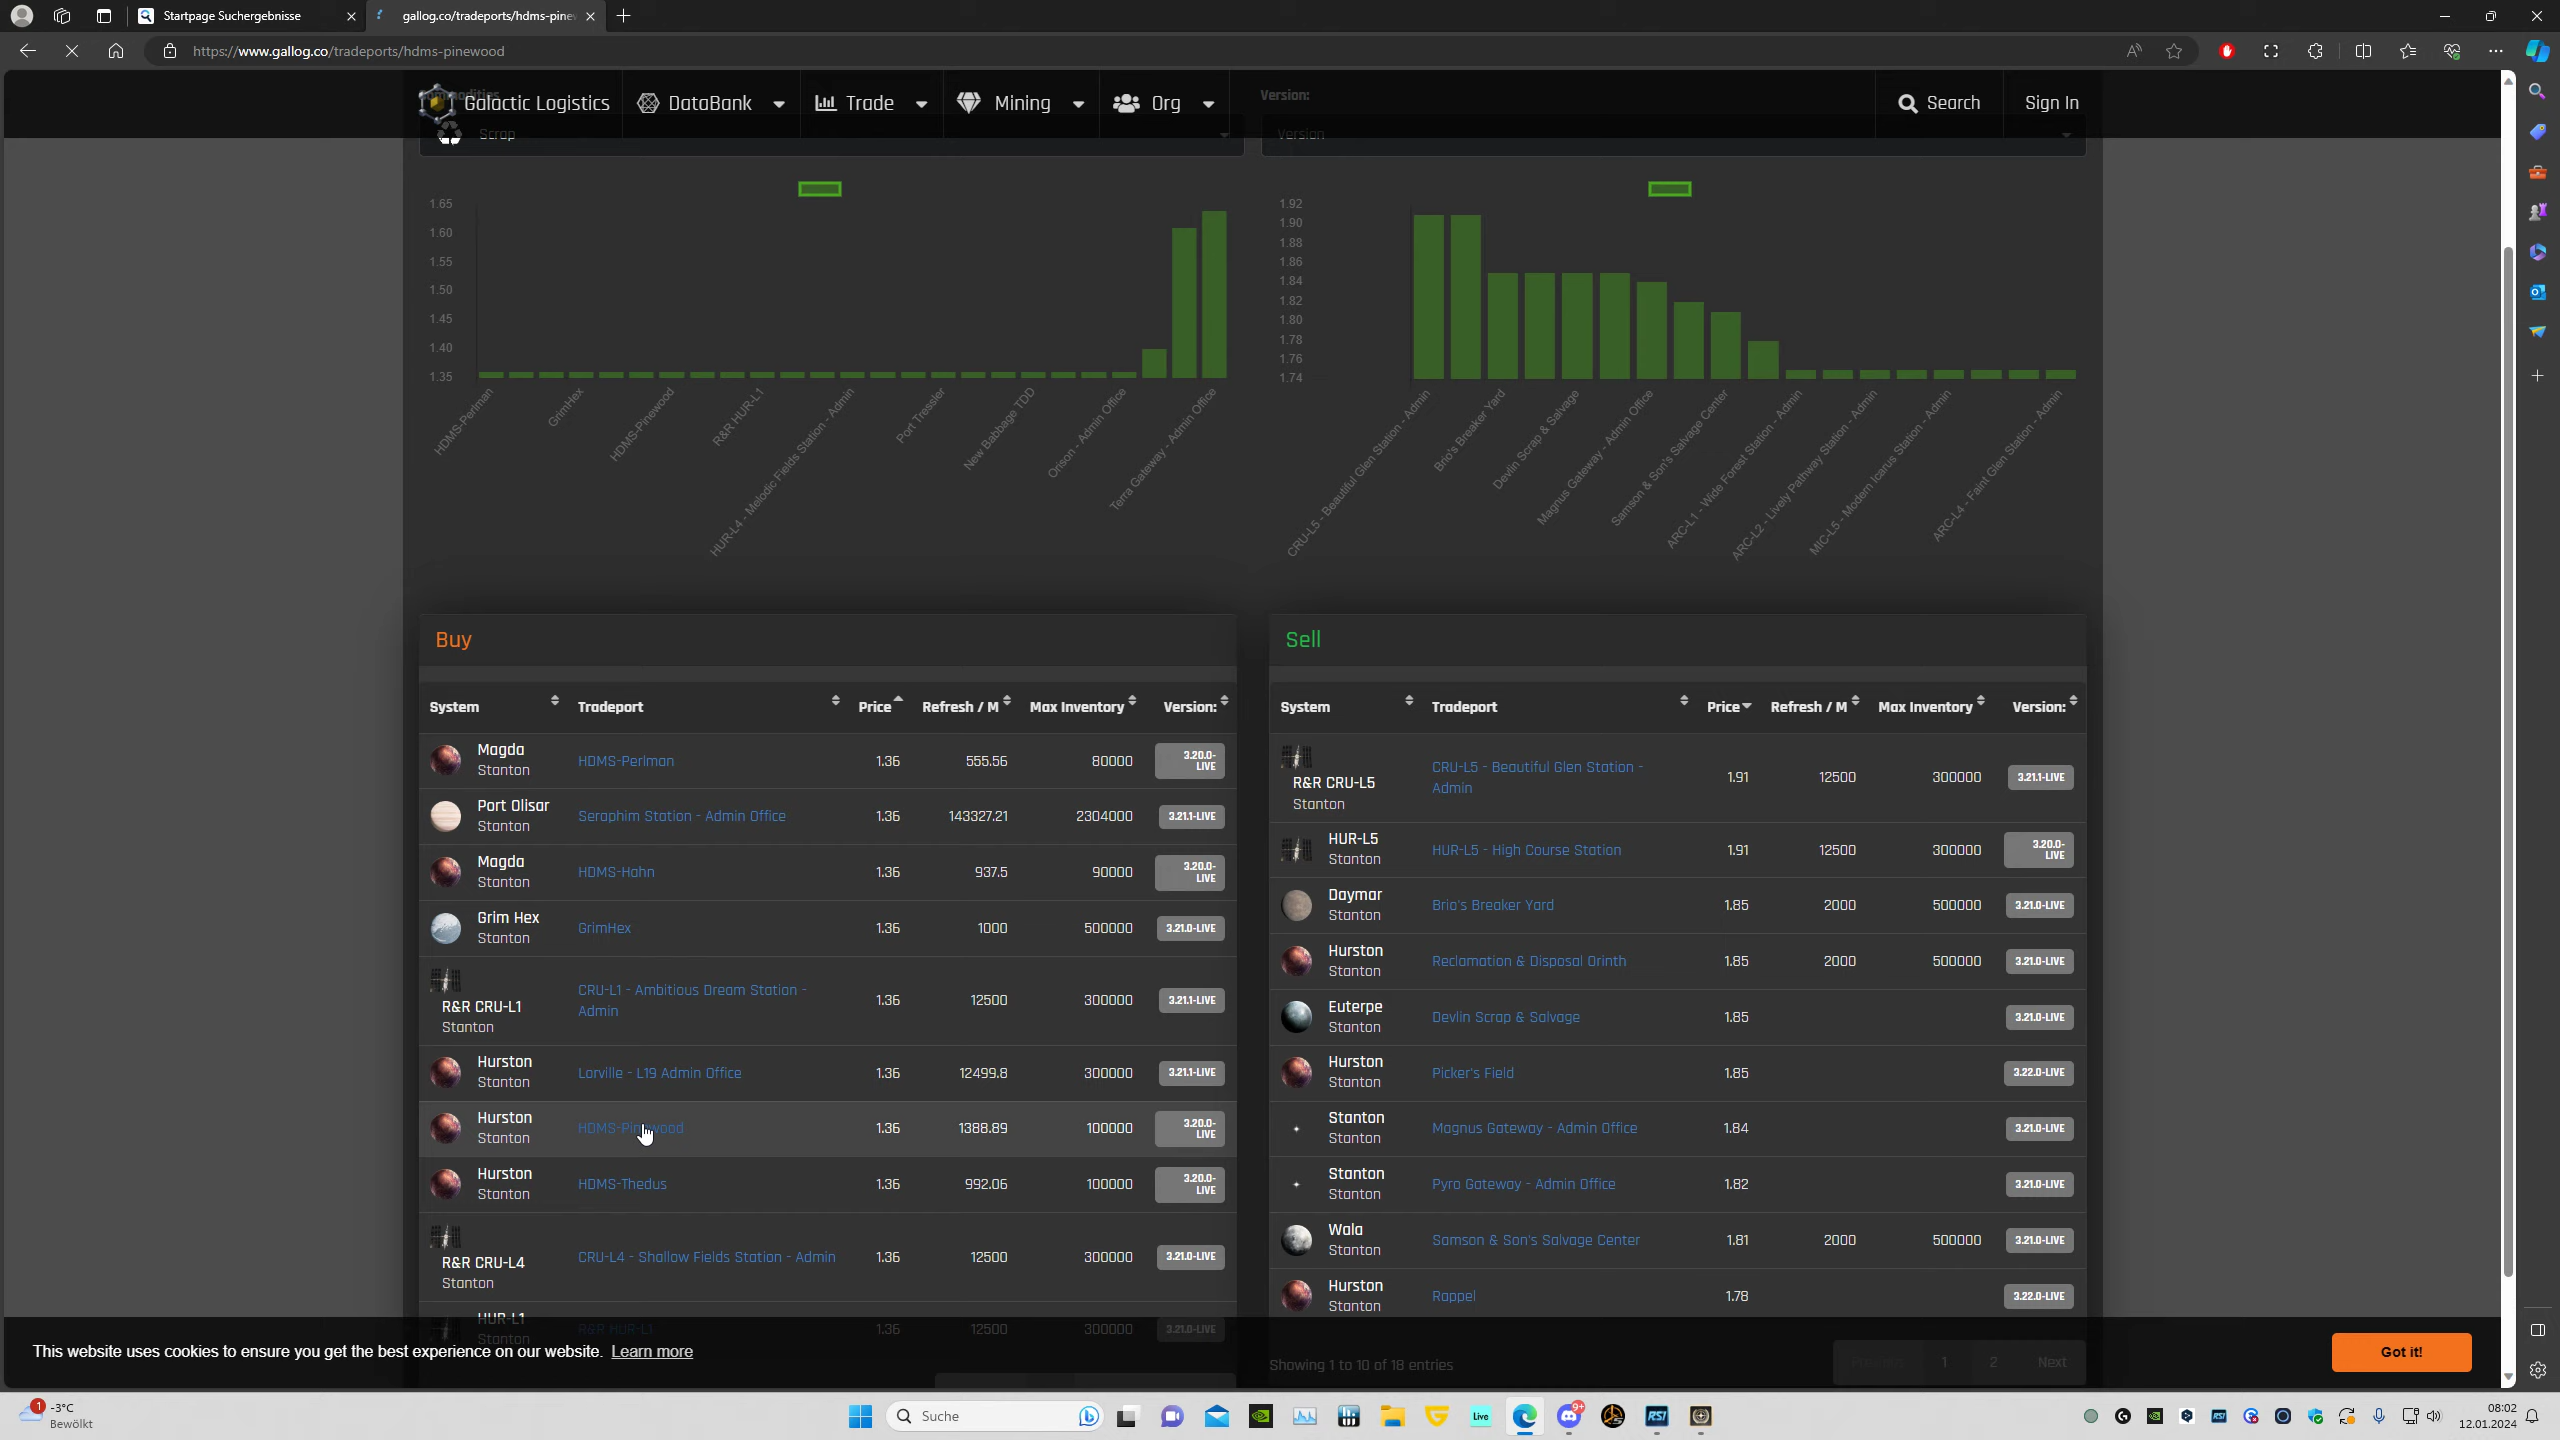 Startpage Suchergebnisse
gallog.co/tradeports/hdms-pinew
https://www.gallog.co/tradeports/hdms-pinewood
Galactic Logistics
DataBank
Trade
Mining
Org
Search
Sign In
Version:
Scrap
Version
1.65
1.60
1.55
1.50
1.45
1.40
1.35
HDMS-Perlman
GrimHex
HDMS-Pinewood
R&R HUR-L1
HUR-L4 - Melodic Fields Station - Admin
Port Tressler
New Babbage TDD
Orison - Admin Office
Terra Gateway - Admin Office
1.92
1.90
1.88
1.86
1.84
1.82
1.80
1.78
1.76
1.74
CRU-L5 - Beautiful Glen Station - Admin
Brio's Breaker Yard
Devlin Scrap & Salvage
Magnus Gateway - Admin Office
Samson & Son's Salvage Center
ARC-L1 - Wide Forest Station - Admin
ARC-L2 - Lively Pathway Station - Admin
MIC-L5 - Modern Icarus Station - Admin
ARC-L4 - Faint Glen Station - Admin
Buy
System Tradeport Price Refresh / M Max Inventory Version:
Magda
Stanton
HDMS-Perlman 1.36 555.56 80000 3.20.0-
LIVE
Port Olisar
Stanton
Seraphim Station - Admin Office 1.36 143327.21 2304000 3.21.1-LIVE
Magda
Stanton
HDMS-Hahn 1.36 937.5 90000 3.20.0-
LIVE
Grim Hex
Stanton
GrimHex 1.36 1000 500000 3.21.0-LIVE
R&R CRU-L1
Stanton
CRU-L1 - Ambitious Dream Station -
Admin
1.36 12500 300000 3.21.1-LIVE
Hurston
Stanton
Lorville - L19 Admin Office 1.36 12499.8 300000 3.21.1-LIVE
Hurston
Stanton
HDMS-Pinewood 1.36 1388.89 100000 3.20.0-
LIVE
Hurston
Stanton
HDMS-Thedus 1.36 992.06 100000 3.20.0-
LIVE
R&R CRU-L4
Stanton
CRU-L4 - Shallow Fields Station - Admin 1.36 12500 300000 3.21.0-LIVE
HUR-L1
Stanton
R&R HUR-L1 1.36 12500 300000 3.21.0-LIVE
Sell
System Tradeport Price Refresh / M Max Inventory Version:
R&R CRU-L5
Stanton
CRU-L5 - Beautiful Glen Station -
Admin
1.91 12500 300000 3.21.1-LIVE
HUR-L5
Stanton
HUR-L5 - High Course Station 1.91 12500 300000 3.20.0-
LIVE
Daymar
Stanton
Brio's Breaker Yard 1.85 2000 500000 3.21.0-LIVE
Hurston
Stanton
Reclamation & Disposal Orinth 1.85 2000 500000 3.21.0-LIVE
Euterpe
Stanton
Devlin Scrap & Salvage 1.85 3.21.0-LIVE
Hurston
Stanton
Picker's Field 1.85 3.22.0-LIVE
Stanton
Stanton
Magnus Gateway - Admin Office 1.84 3.21.0-LIVE
Stanton
Stanton
Pyro Gateway - Admin Office 1.82 3.21.0-LIVE
Wala
Stanton
Samson & Son's Salvage Center 1.81 2000 500000 3.21.0-LIVE
Hurston
Stanton
Rappel 1.78 3.22.0-LIVE
Showing 1 to 10 of 18 entries
Previous 1 2 Next
This website uses cookies to ensure you get the best experience on our website. Learn more
Got it!
1
-3°C
Bewölkt
Suche
Live
9+
RSI
08:02
12.01.2024